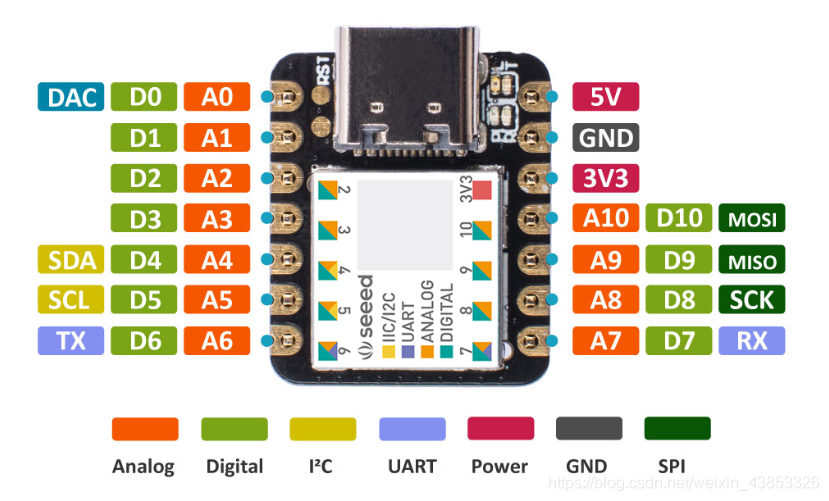 RST
DAC D0 A0 5V
D1 A1 GND
D2 A2 3V3
D3 A3 A10 D10 MOSI
SDA D4 A4 A9 D9 MISO
SCL D5 A5 A8 D8 SCK
TX D6 A6 A7 D7 RX
2
3
4
5
6
3V3
10
9
8
7
seeed
IIC/I2C
UART
ANALOG
DIGITAL
Analog Digital I²C UART Power GND SPI
https://blog.csdn.net/weixin_43853326